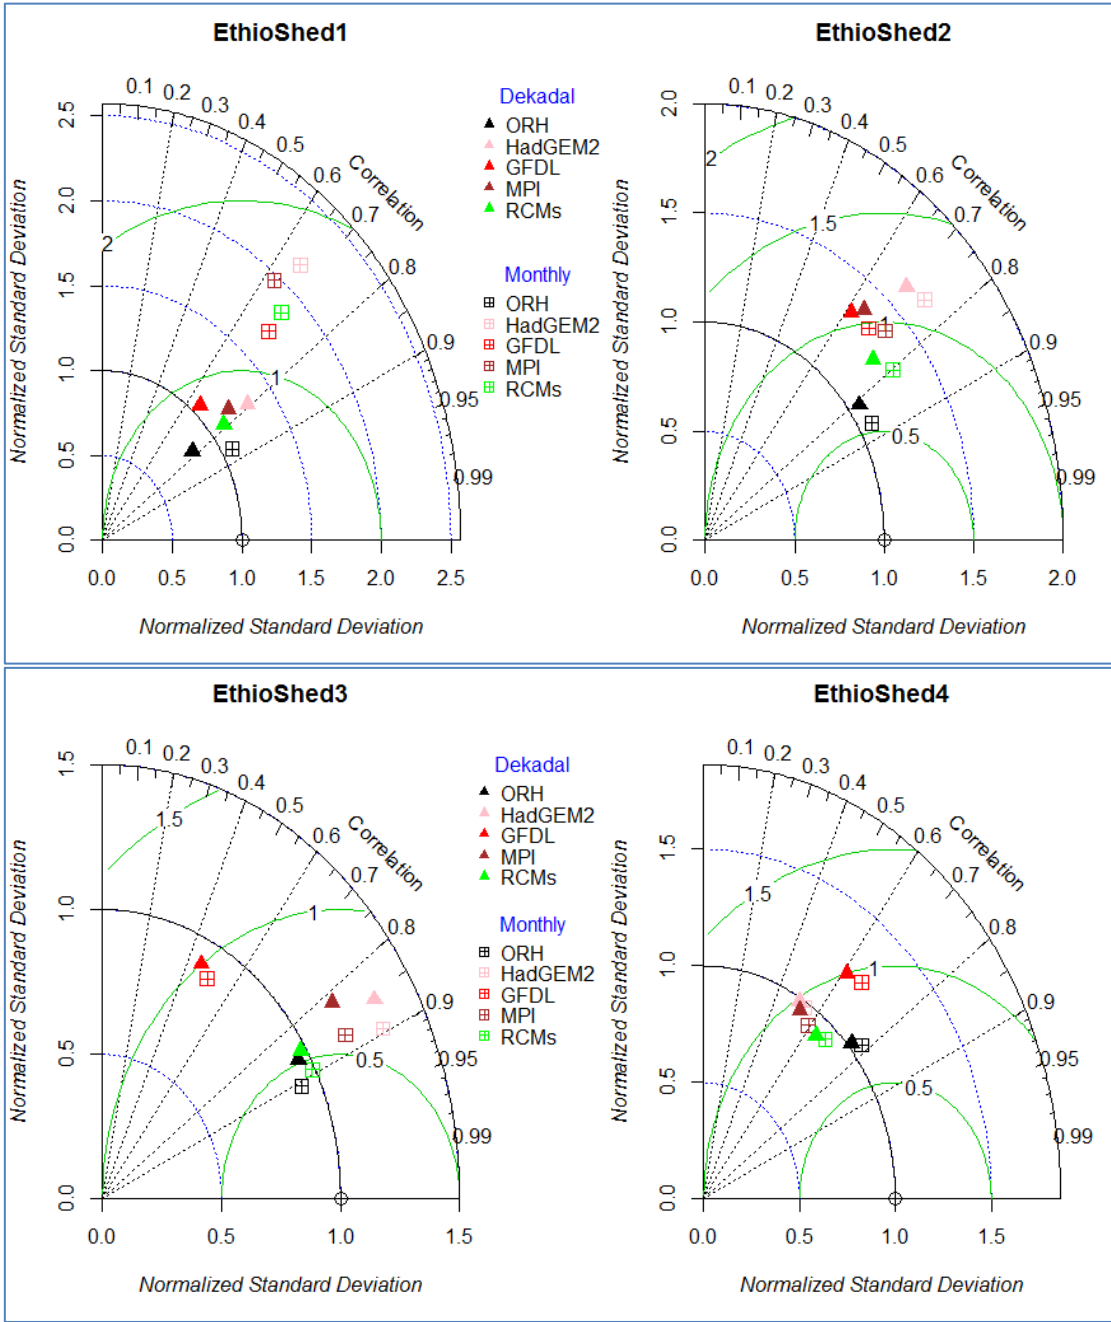 EthioShed1
EthioShed2
Normalized Standard Deviation
0.0 0.5 1.0 1.5 2.0 2.5
0.1 0.2 0.3 0.4 0.5 0.6 0.7 0.8 0.9 0.95 0.99
Correlation
2
1
0.0 0.5 1.0 1.5 2.0 2.5
Normalized Standard Deviation
Dekadal
ORH
HadGEM2
GFDL
MPI
RCMs
Monthly
ORH
HadGEM2
GFDL
MPI
RCMs
Normalized Standard Deviation
0.0 0.5 1.0 1.5 2.0
0.1 0.2 0.3 0.4 0.5 0.6 0.7 0.8 0.9 0.95 0.99
Correlation
2
1.5
1
0.5
0.0 0.5 1.0 1.5 2.0
Normalized Standard Deviation
EthioShed3
EthioShed4
Normalized Standard Deviation
0.0 0.5 1.0 1.5
0.1 0.2 0.3 0.4 0.5 0.6 0.7 0.8 0.9 0.95 0.99
Correlation
1.5
1
0.5
0.0 0.5 1.0 1.5
Normalized Standard Deviation
Dekadal
ORH
HadGEM2
GFDL
MPI
RCMs
Monthly
ORH
HadGEM2
GFDL
MPI
RCMs
Normalized Standard Deviation
0.0 0.5 1.0 1.5
0.1 0.2 0.3 0.4 0.5 0.6 0.7 0.8 0.9 0.95 0.99
Correlation
1.5
1
0.5
0.0 0.5 1.0 1.5
Normalized Standard Deviation